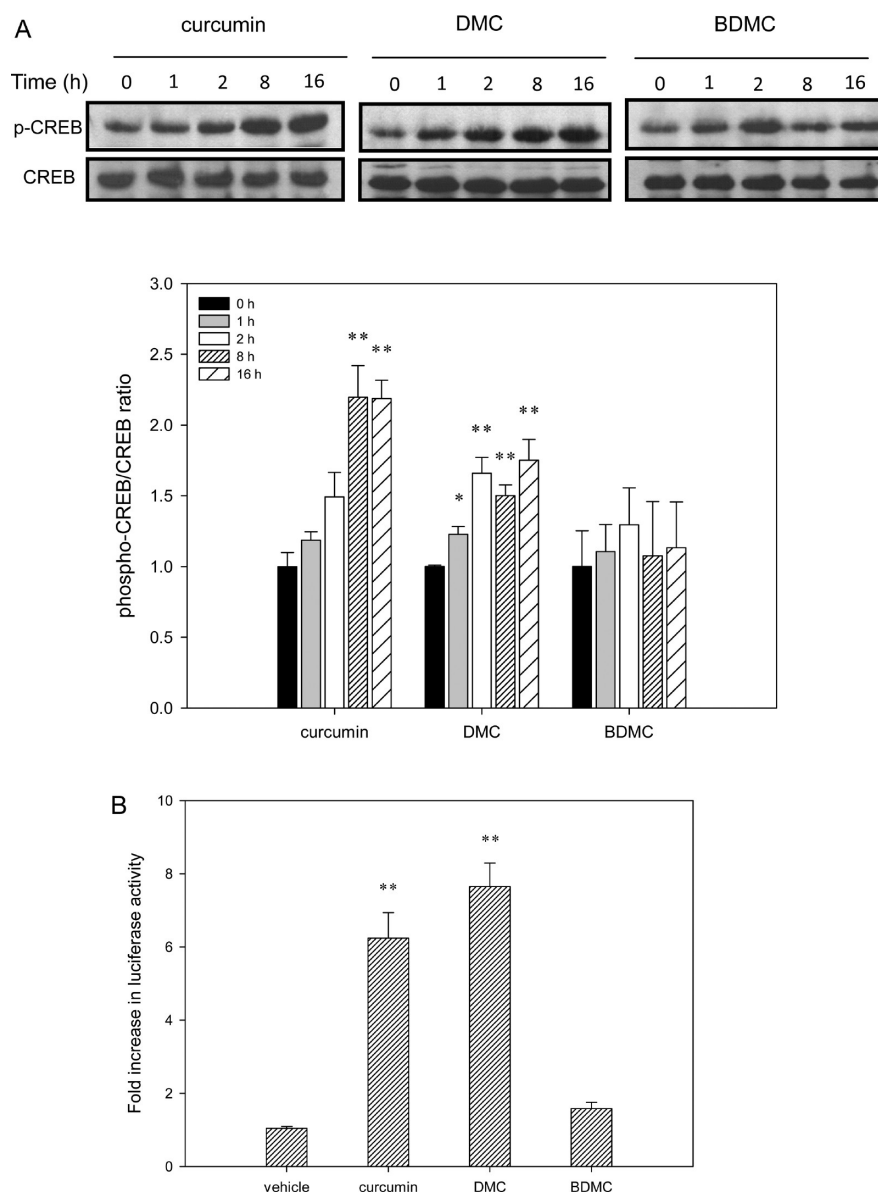 A
curcumin DMC BDMC
Time (h) 0 1 2 8 16 0 1 2 8 16 0 1 2 8 16
p-CREB
CREB
phospho-CREB/CREB ratio
3.0
2.5
2.0
1.5
1.0
0.5
0.0
0 h
1 h
2 h
8 h
16 h
** **
* ** ** **
curcumin DMC BDMC
B
Fold increase in luciferase activity
10
8
6
4
2
0
** **
vehicle curcumin DMC BDMC